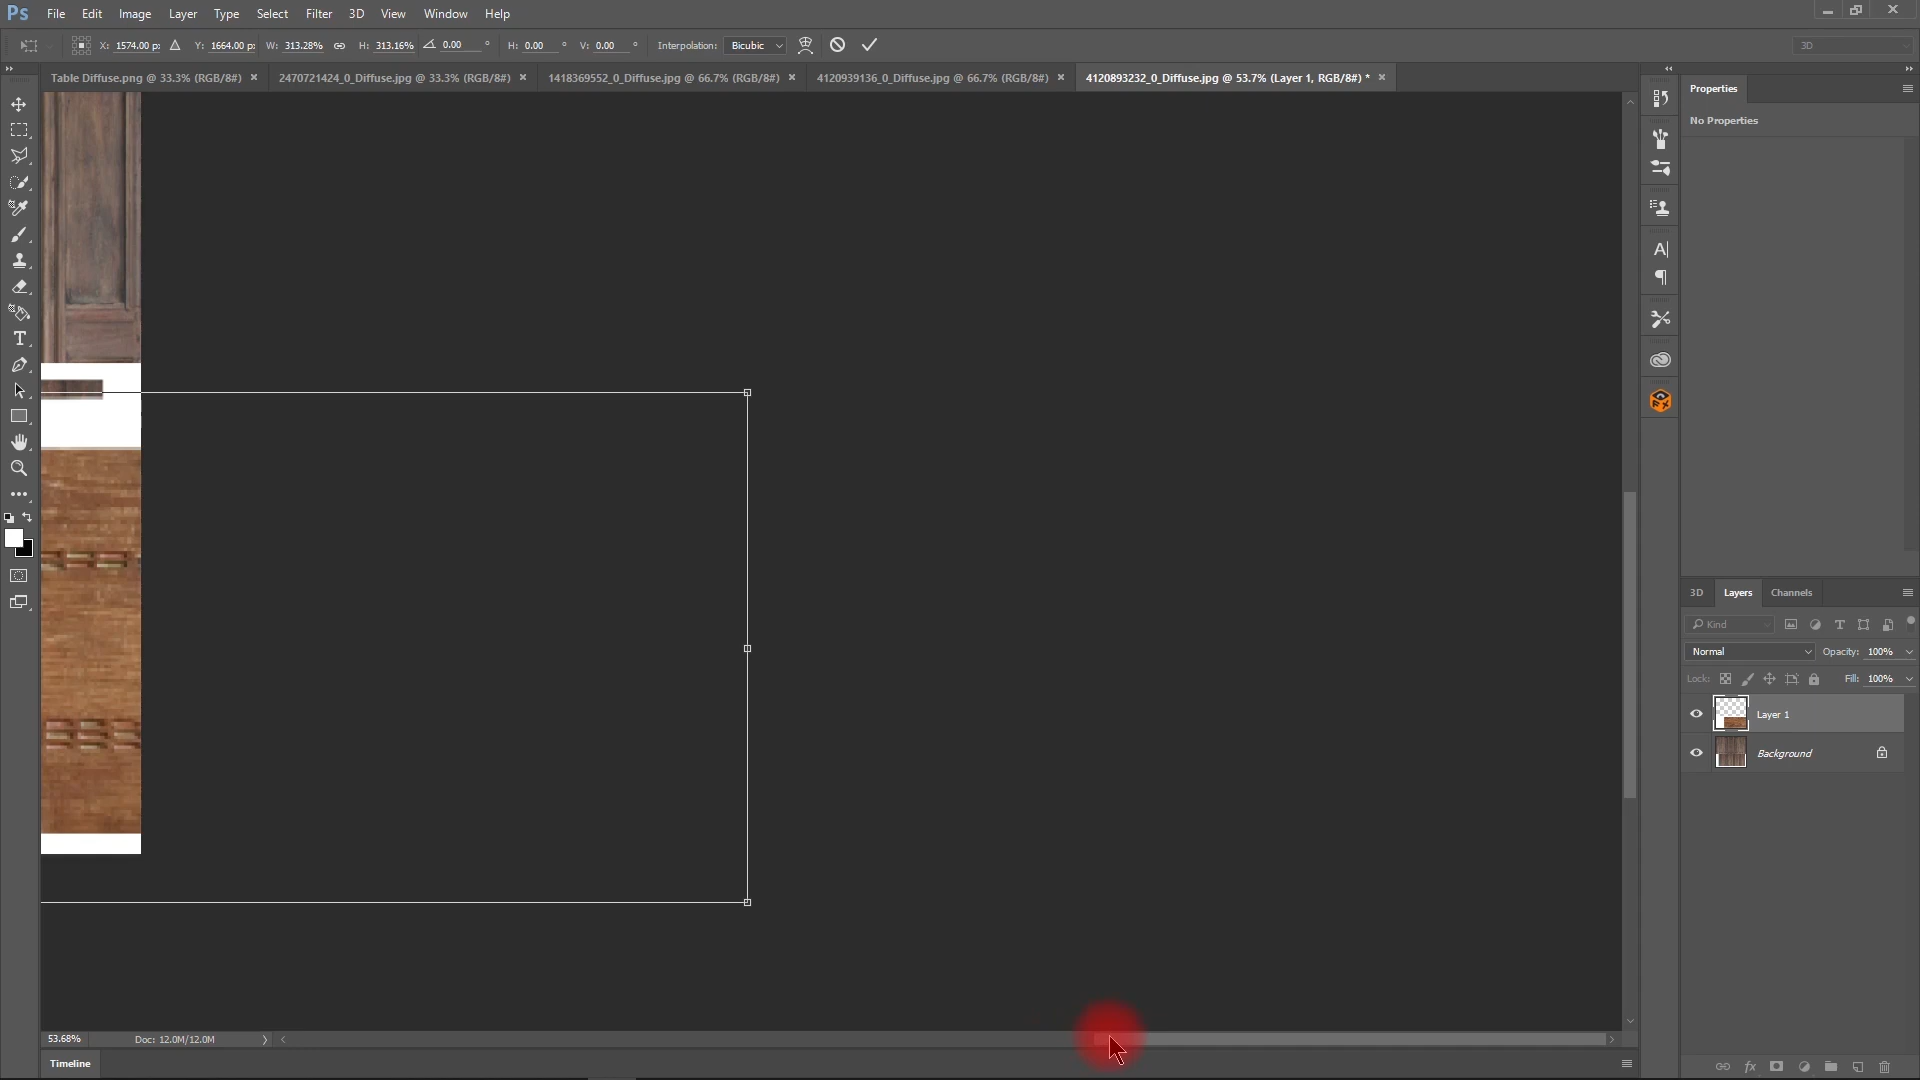 Ps File Edit Image Layer Type Select Filter 3D View Window Help
X: 1574.00 p: Y: 1664.00 p: W: 313.28% H: 313.16% 0.00 ° H: 0.00 ° V: 0.00 ° Interpolation: Bicubic 3D
Table Diffuse.png @ 33.3% (RGB/8#) × 2470721424_0_Diffuse.jpg @ 33.3% (RGB/8#) × 1418369552_0_Diffuse.jpg @ 66.7% (RGB/8#) × 4120939136_0_Diffuse.jpg @ 66.7% (RGB/8#) × 4120893232_0_Diffuse.jpg @ 53.7% (Layer 1, RGB/8#) * ×
Properties
No Properties
3D Layers Channels
Kind
Normal Opacity: 100%
Lock: Fill: 100%
Layer 1
Background
fx
53.68% Doc: 12.0M/12.0M
Timeline